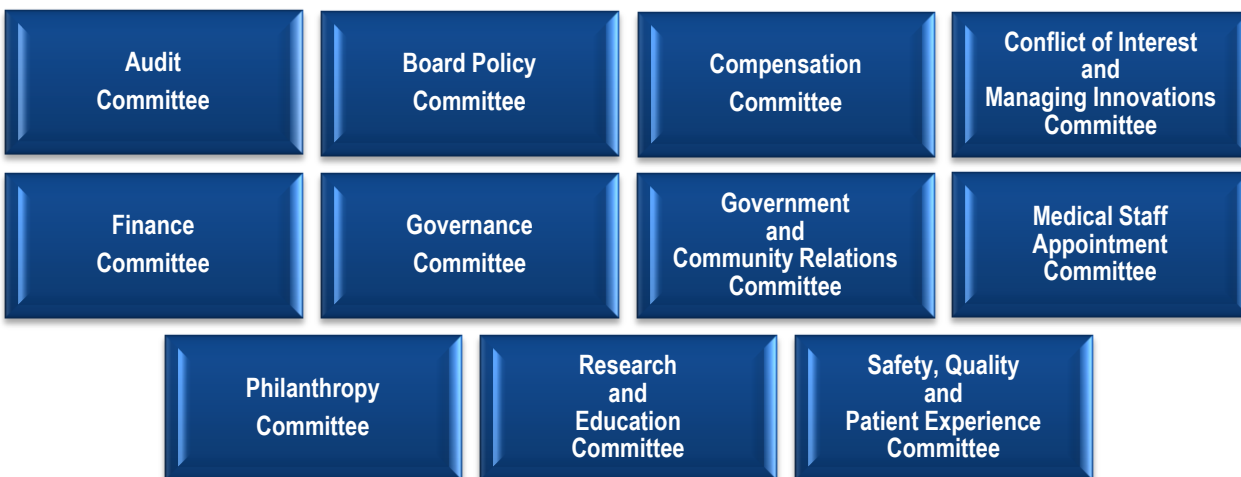 Audit
Committee
Board Policy
Committee
Compensation
Committee
Conflict of Interest
and
Managing Innovations
Committee
Finance
Committee
Governance
Committee
Government
and
Community Relations
Committee
Medical Staff
Appointment
Committee
Philanthropy
Committee
Research
and
Education
Committee
Safety, Quality
and
Patient Experience
Committee